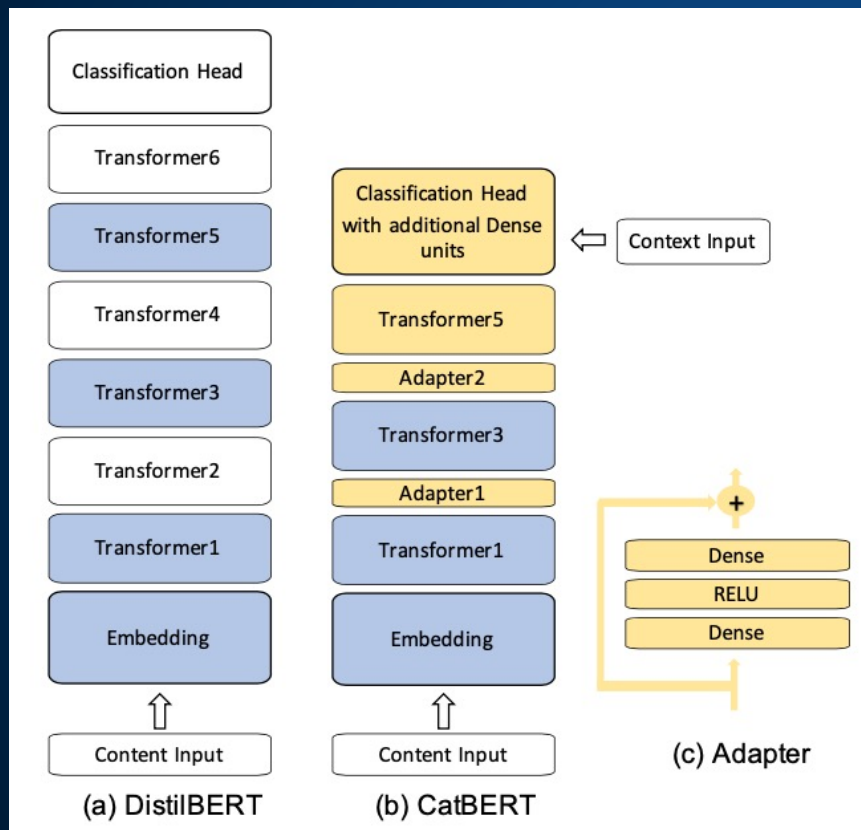 Classification Head
Transformer6
Transformer5
Transformer4
Transformer3
Transformer2
Transformer1
Embedding
Content Input
(a) DistilBERT
Classification Head
with additional Dense
units
Context Input
Transformer5
Adapter2
Transformer3
Adapter1
Transformer1
Embedding
Content Input
(b) CatBERT
+
Dense
RELU
Dense
(c) Adapter